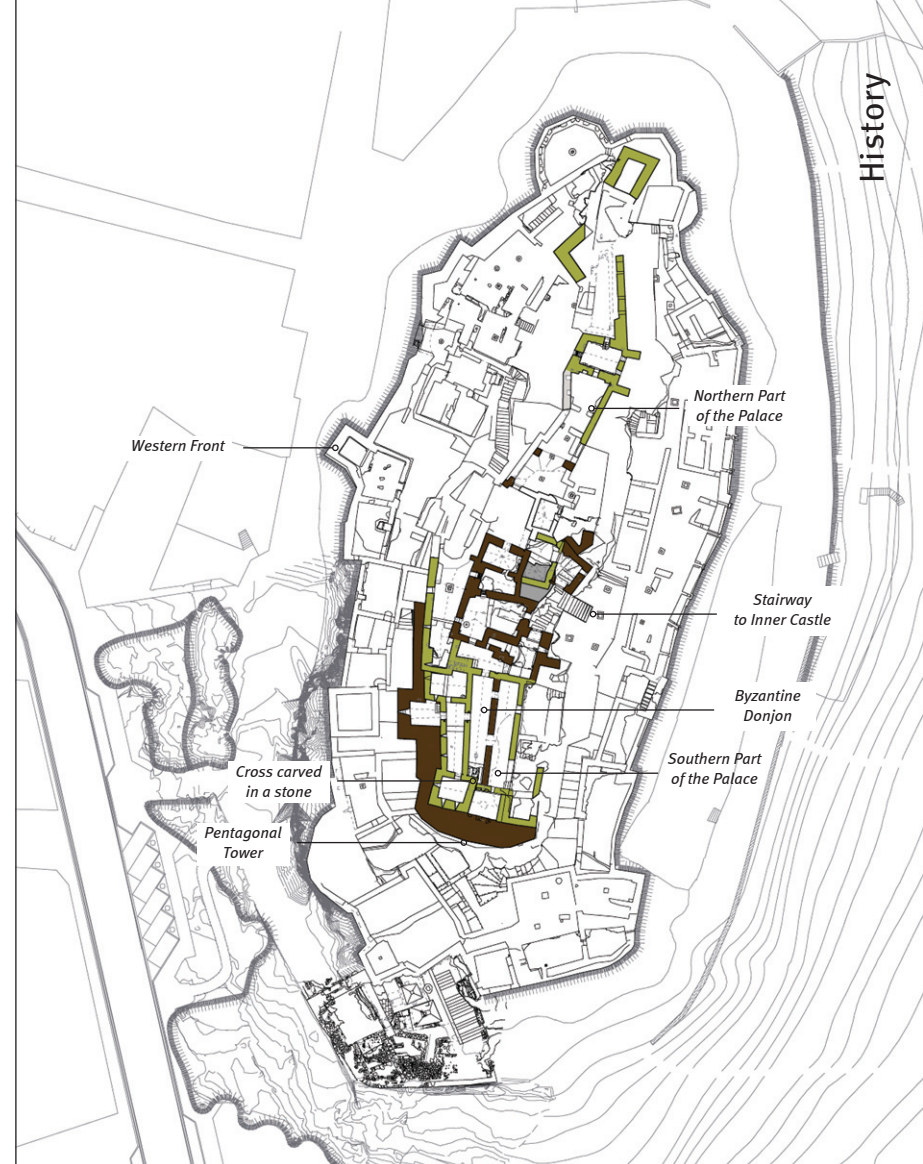 History
Northern Part
of the Palace
Western Front
Stairway
to Inner Castle
Byzantine
Donjon
Southern Part
of the Palace
Cross carved
in a stone
Pentagonal
Tower